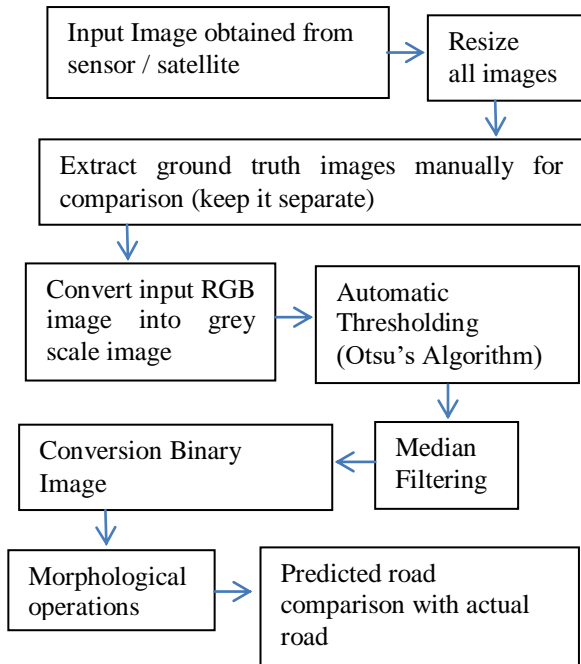 Input Image obtained from
sensor / satellite
Resize
all images
Extract ground truth images manually for
comparison (keep it separate)
Convert input RGB
image into grey
scale image
Automatic
Thresholding
(Otsu's Algorithm)
Median
Filtering
Conversion Binary
Image
Morphological
operations
Predicted road
comparison with actual
road